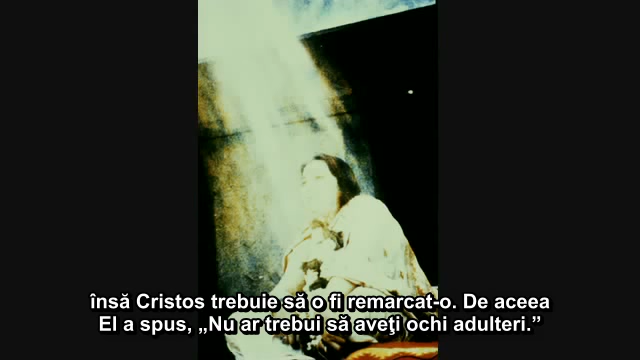 însă Cristos trebuie să o fi remarcat-o. De aceea
El a spus, „Nu ar trebui să aveţi ochi adulteri.”